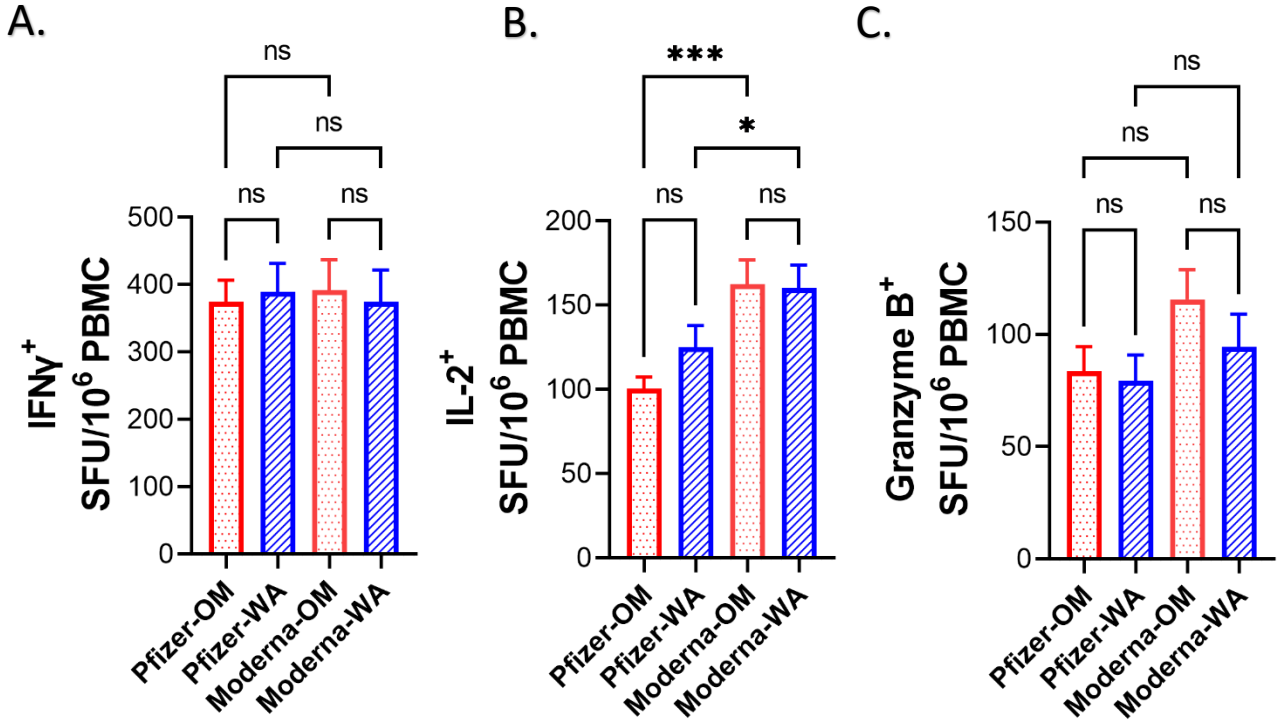 A.
ns
ns
ns
ns
500
400
300
200
100
0
IFNγ⁺
SFU/10⁶ PBMC
Pfizer-OM
Pfizer-WA
Moderna-OM
Moderna-WA
B.
***
*
ns
ns
200
150
100
50
0
IL-2⁺
SFU/10⁶ PBMC
Pfizer-OM
Pfizer-WA
Moderna-OM
Moderna-WA
C.
ns
ns
ns
ns
150
100
50
0
Granzyme B⁺
SFU/10⁶ PBMC
Pfizer-OM
Pfizer-WA
Moderna-OM
Moderna-WA